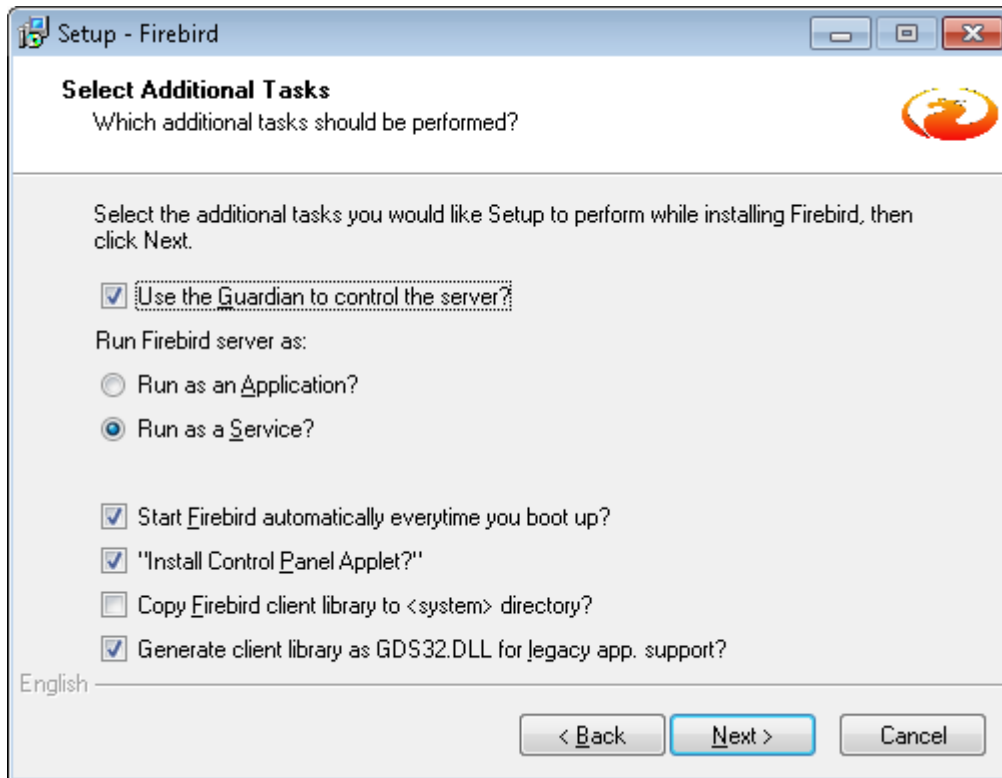 Setup - Firebird
Select Additional Tasks
Which additional tasks should be performed?
Select the additional tasks you would like Setup to perform while installing Firebird, then
click Next.
Use the Guardian to control the server?
Run Firebird server as:
Run as an Application?
Run as a Service?
Start Firebird automatically everytime you boot up?
"Install Control Panel Applet?"
Copy Firebird client library to <system> directory?
Generate client library as GDS32.DLL for legacy app. support?
English
< Back Next > Cancel